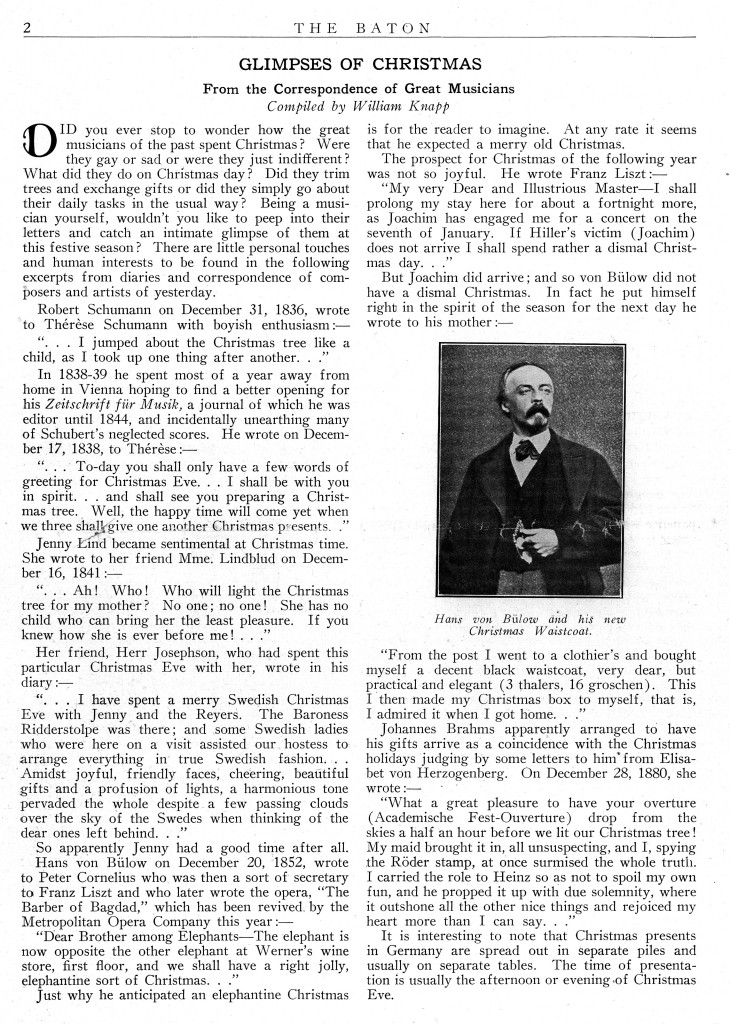 2
THE BATON
GLIMPSES OF CHRISTMAS
From the Correspondence of Great Musicians
Compiled by William Knapp
DID you ever stop to wonder how the great
musicians of the past spent Christmas? Were
they gay or sad or were they just indifferent?
What did they do on Christmas day? Did they trim
trees and exchange gifts or did they simply go about
their daily tasks in the usual way? Being a musi-
cian yourself, wouldn't you like to peep into their
letters and catch an intimate glimpse of them at
this festive season? There are little personal touches
and human interests to be found in the following
excerpts from diaries and correspondence of com-
posers and artists of yesterday.
Robert Schumann on December 31, 1836, wrote
to Thérèse Schumann with boyish enthusiasm:—
". . . I jumped about the Christmas tree like a
child, as I took up one thing after another. . ."
In 1838-39 he spent most of a year away from
home in Vienna hoping to find a better opening for
his Zeitschrift für Musik, a journal of which he was
editor until 1844, and incidentally unearthing many
of Schubert's neglected scores. He wrote on Decem-
ber 17, 1838, to Thérèse:—
". . . To-day you shall only have a few words of
greeting for Christmas Eve. . . I shall be with you
in spirit. . . and shall see you preparing a Christ-
mas tree. Well, the happy time will come yet when
we three shall give one another Christmas presents. ."
Jenny Lind became sentimental at Christmas time.
She wrote to her friend Mme. Lindblud on Decem-
ber 16, 1841:—
". . . Ah! Who! Who will light the Christmas
tree for my mother? No one; no one! She has no
child who can bring her the least pleasure. If you
knew how she is ever before me! . . ."
Her friend, Herr Josephson, who had spent this
particular Christmas Eve with her, wrote in his
diary:—
". . . I have spent a merry Swedish Christmas
Eve with Jenny and the Reyers. The Baroness
Ridderstolpe was there; and some Swedish ladies
who were here on a visit assisted our hostess to
arrange everything in true Swedish fashion. . .
Amidst joyful, friendly faces, cheering, beautiful
gifts and a profusion of lights, a harmonious tone
pervaded the whole despite a few passing clouds
over the sky of the Swedes when thinking of the
dear ones left behind. . ."
So apparently Jenny had a good time after all.
Hans von Bülow on December 20, 1852, wrote
to Peter Cornelius who was then a sort of secretary
to Franz Liszt and who later wrote the opera, "The
Barber of Bagdad," which has been revived by the
Metropolitan Opera Company this year:—
"Dear Brother among Elephants—The elephant is
now opposite the other elephant at Werner's wine
store, first floor, and we shall have a right jolly,
elephantine sort of Christmas. . ."
Just why he anticipated an elephantine Christmas
is for the reader to imagine. At any rate it seems
that he expected a merry old Christmas.
The prospect for Christmas of the following year
was not so joyful. He wrote Franz Liszt:—
"My very Dear and Illustrious Master—I shall
prolong my stay here for about a fortnight more,
as Joachim has engaged me for a concert on the
seventh of January. If Hiller's victim (Joachim)
does not arrive I shall spend rather a dismal Christ-
mas day. . ."
But Joachim did arrive; and so von Bülow did not
have a dismal Christmas. In fact he put himself
right in the spirit of the season for the next day he
wrote to his mother:—
Hans von Bülow and his new
Christmas Waistcoat.
"From the post I went to a clothier's and bought
myself a decent black waistcoat, very dear, but
practical and elegant (3 thalers, 16 groschen). This
I then made my Christmas box to myself, that is,
I admired it when I got home. . ."
Johannes Brahms apparently arranged to have
his gifts arrive as a coincidence with the Christmas
holidays judging by some letters to him from Elisa-
bet von Herzogenberg. On December 28, 1880, she
wrote:—
"What a great pleasure to have your overture
(Academische Fest-Ouverture) drop from the
skies a half an hour before we lit our Christmas tree!
My maid brought it in, all unsuspecting, and I, spying
the Röder stamp, at once surmised the whole truth.
I carried the role to Heinz so as not to spoil my own
fun, and he propped it up with due solemnity, where
it outshone all the other nice things and rejoiced my
heart more than I can say. . ."
It is interesting to note that Christmas presents
in Germany are spread out in separate piles and
usually on separate tables. The time of presenta-
tion is usually the afternoon or evening of Christmas
Eve.